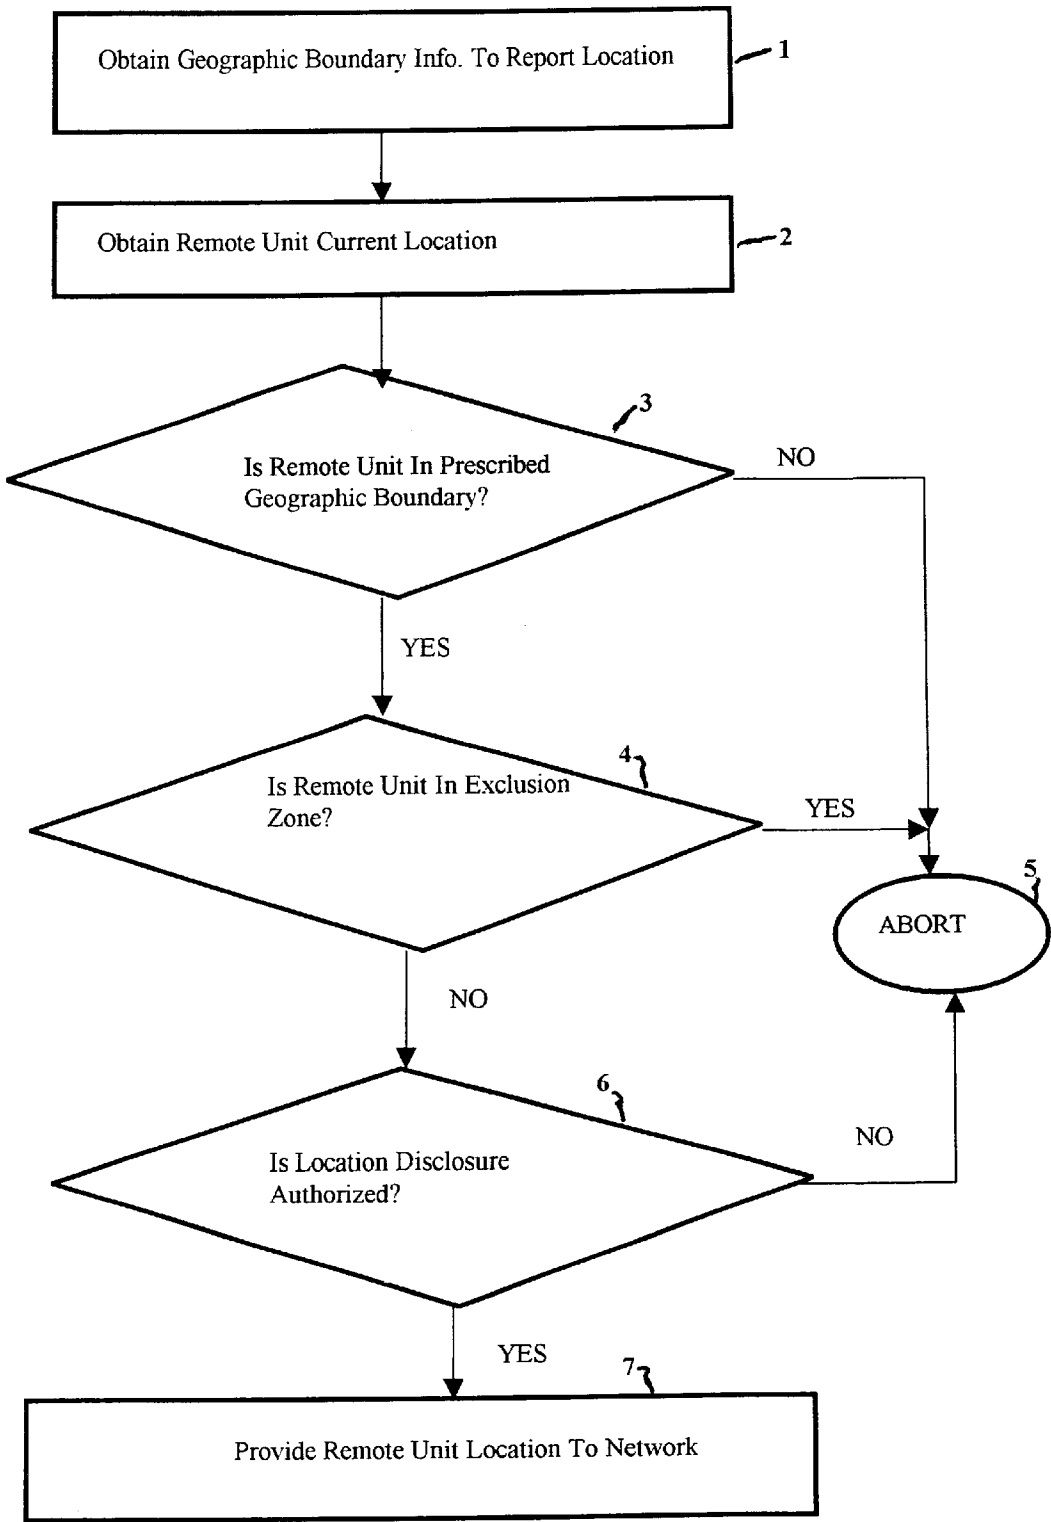 Obtain Geographic Boundary Info. To Report Location
1
Obtain Remote Unit Current Location
2
3
Is Remote Unit In Prescribed
Geographic Boundary?
NO
YES
4
Is Remote Unit In Exclusion
Zone?
YES
5
ABORT
NO
6
Is Location Disclosure
Authorized?
NO
YES
7
Provide Remote Unit Location To Network